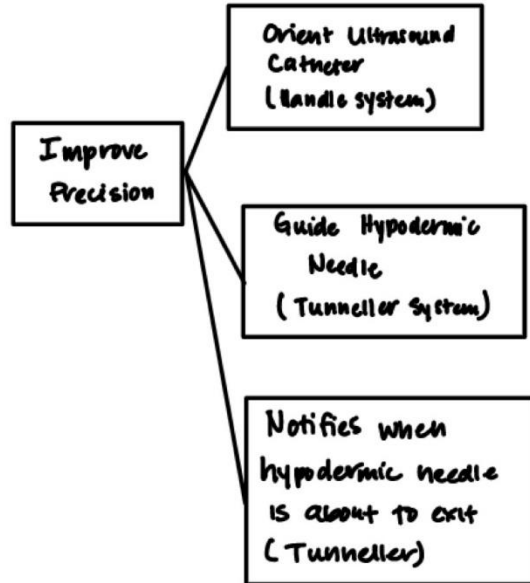 Improve
Precision
Orient Ultrasound
Catheter
(Handle system)
Guide Hypodermic
Needle
(Tunneller System)
Notifies when
hypodermic needle
is about to exit
(Tunneller)